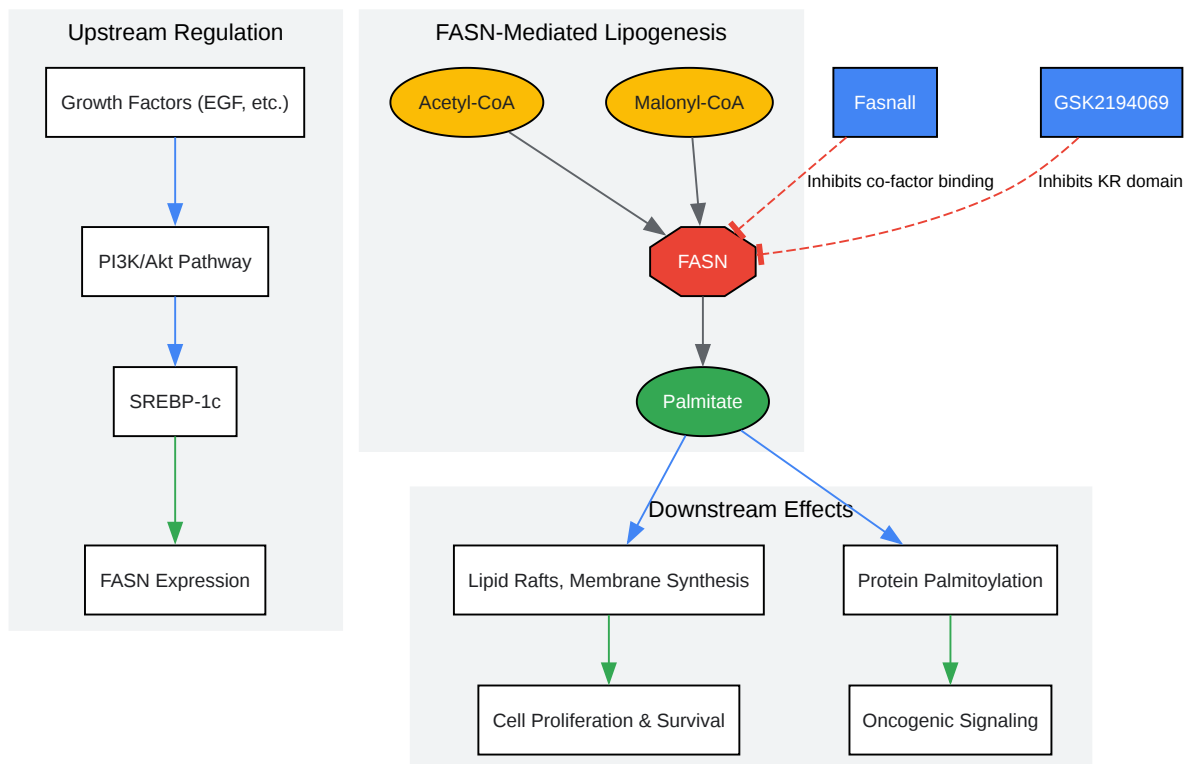 Upstream Regulation
FASN-Mediated Lipogenesis
Growth Factors (EGF, etc.)
Acetyl-CoA
Malonyl-CoA
Fasnall
GSK2194069
Inhibits co-factor binding
Inhibits KR domain
PI3K/Akt Pathway
FASN
SREBP-1c
Palmitate
Downstream Effects
FASN Expression
Lipid Rafts, Membrane Synthesis
Protein Palmitoylation
Cell Proliferation & Survival
Oncogenic Signaling